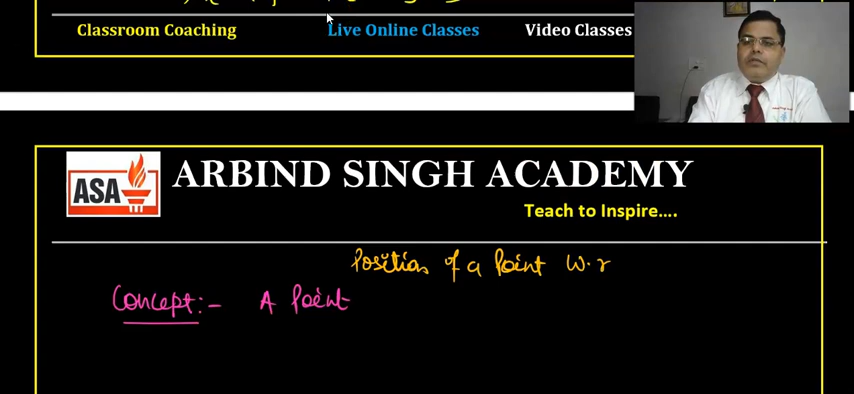 Classroom Coaching Live Online Classes Video Classes
ASA ARBIND SINGH ACADEMY
Teach to Inspire....
Position of a Point W.r
Concept:- A Point